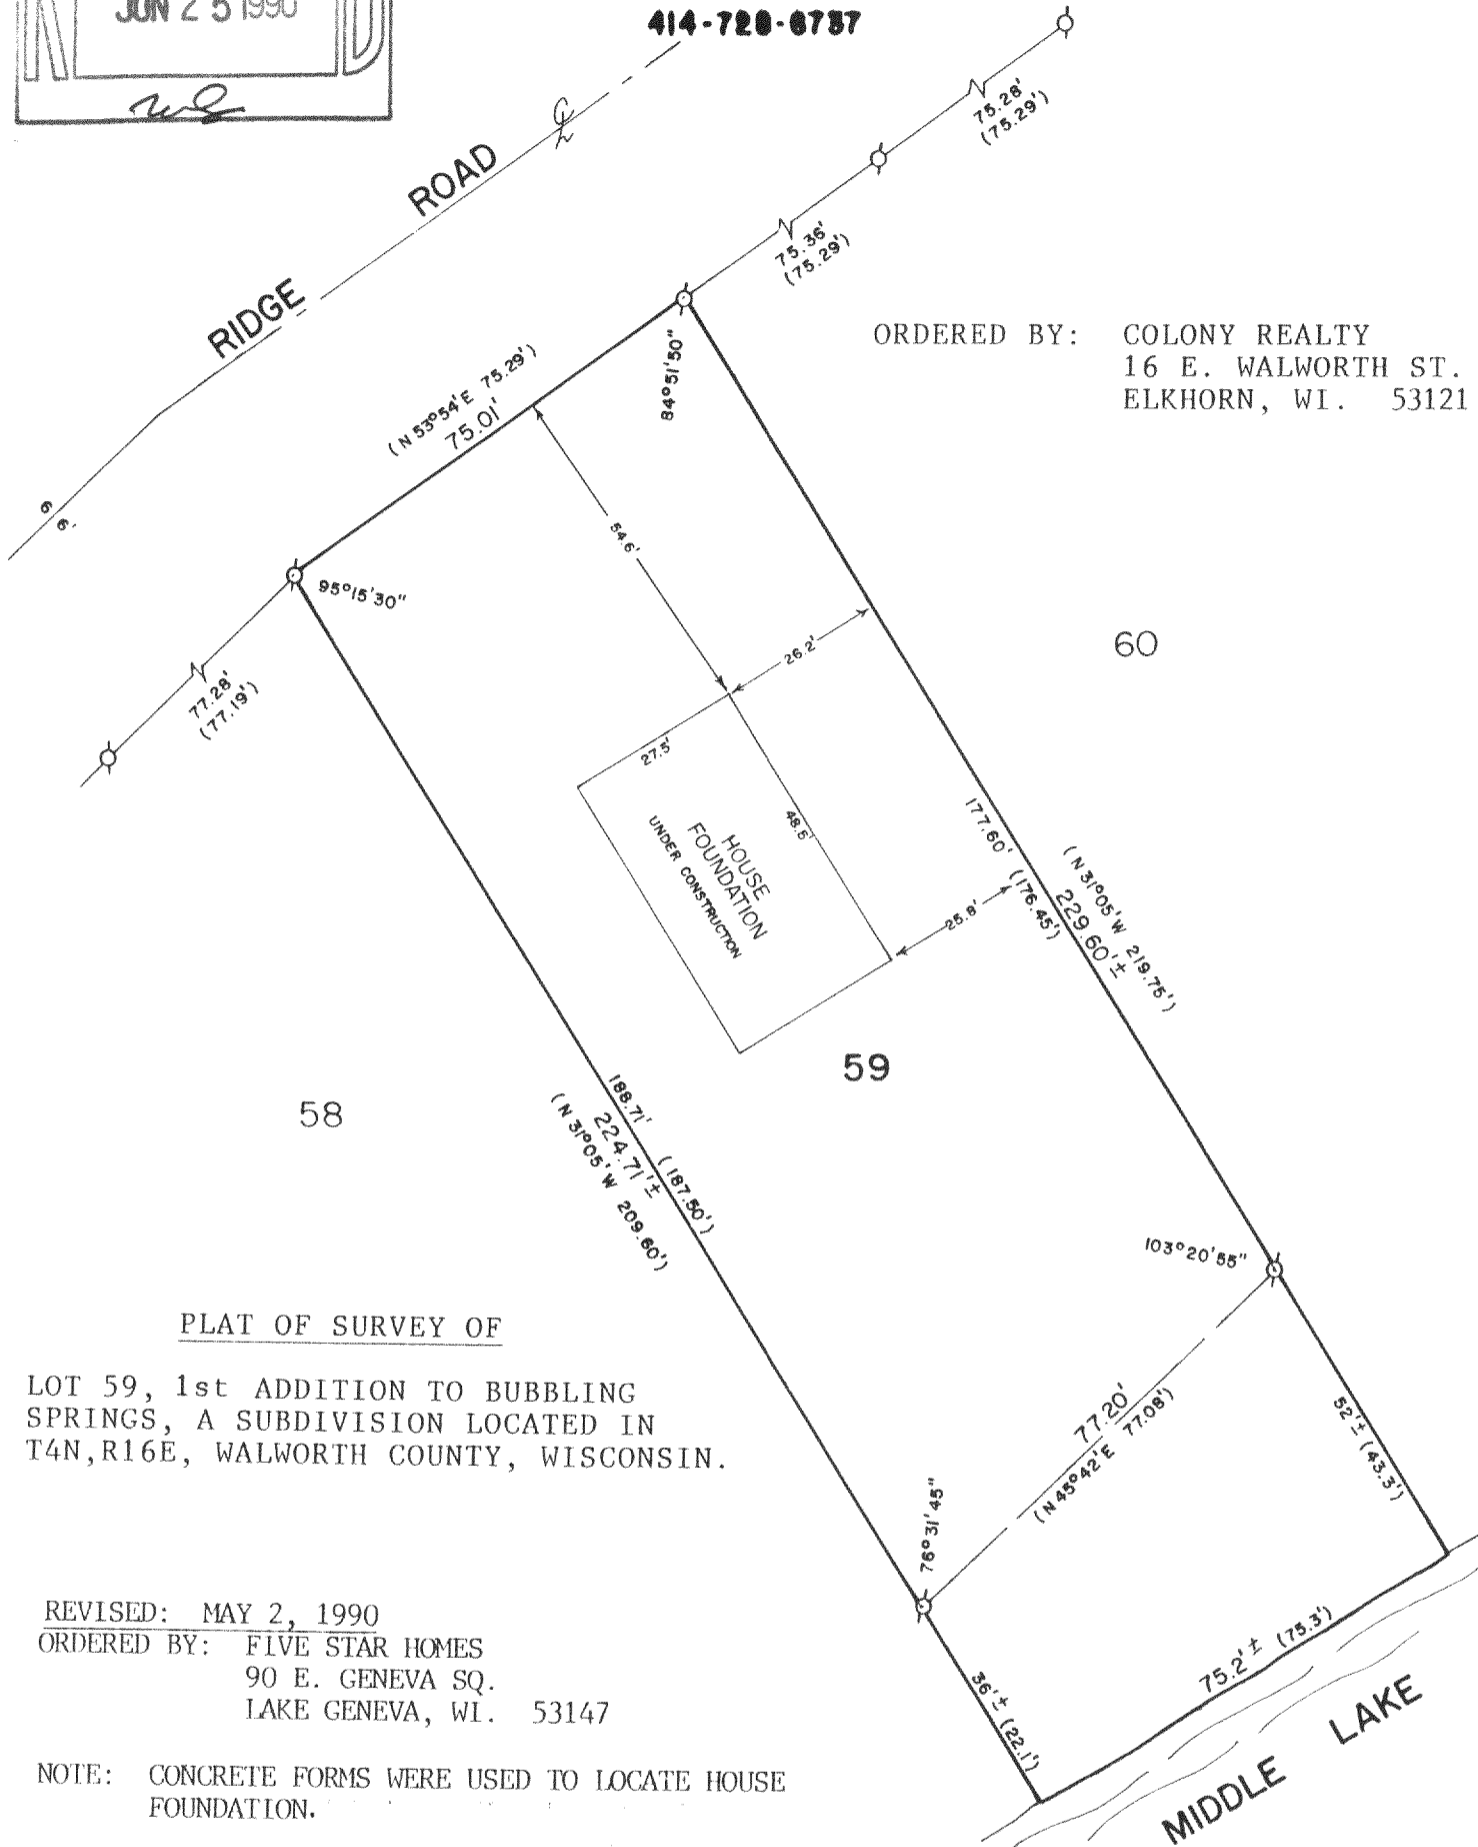 JUN 25 1990
414-728-6737
75.28'
(75.29')
ROAD
75.36'
(75.29')
RIDGE
ORDERED BY: COLONY REALTY
16 E. WALWORTH ST.
ELKHORN, WI. 53121
84°51'50"
(N 53°54'E 75.29')
75.01'
66'
54.6'
95°15'30"
26.2'
60
77.28'
(77.19')
27.5'
48.5'
HOUSE
FOUNDATION
UNDER CONSTRUCTION
177.60' (176.45')
(N 31°05'W 219.75')
229.60'±
25.8'
59
58
188.71' (187.50')
224.71'±
(N 31°05'W 209.60')
103°20'55"
PLAT OF SURVEY OF
LOT 59, 1st ADDITION TO BUBBLING
SPRINGS, A SUBDIVISION LOCATED IN
T4N,R16E, WALWORTH COUNTY, WISCONSIN.
77.20'
(N 45°42'E 77.08')
52'± (43.3')
76°31'45"
REVISED: MAY 2, 1990
ORDERED BY: FIVE STAR HOMES
90 E. GENEVA SQ.
LAKE GENEVA, WI. 53147
75.2'± (75.3')
36'± (22.1')
MIDDLE LAKE
NOTE: CONCRETE FORMS WERE USED TO LOCATE HOUSE
FOUNDATION.